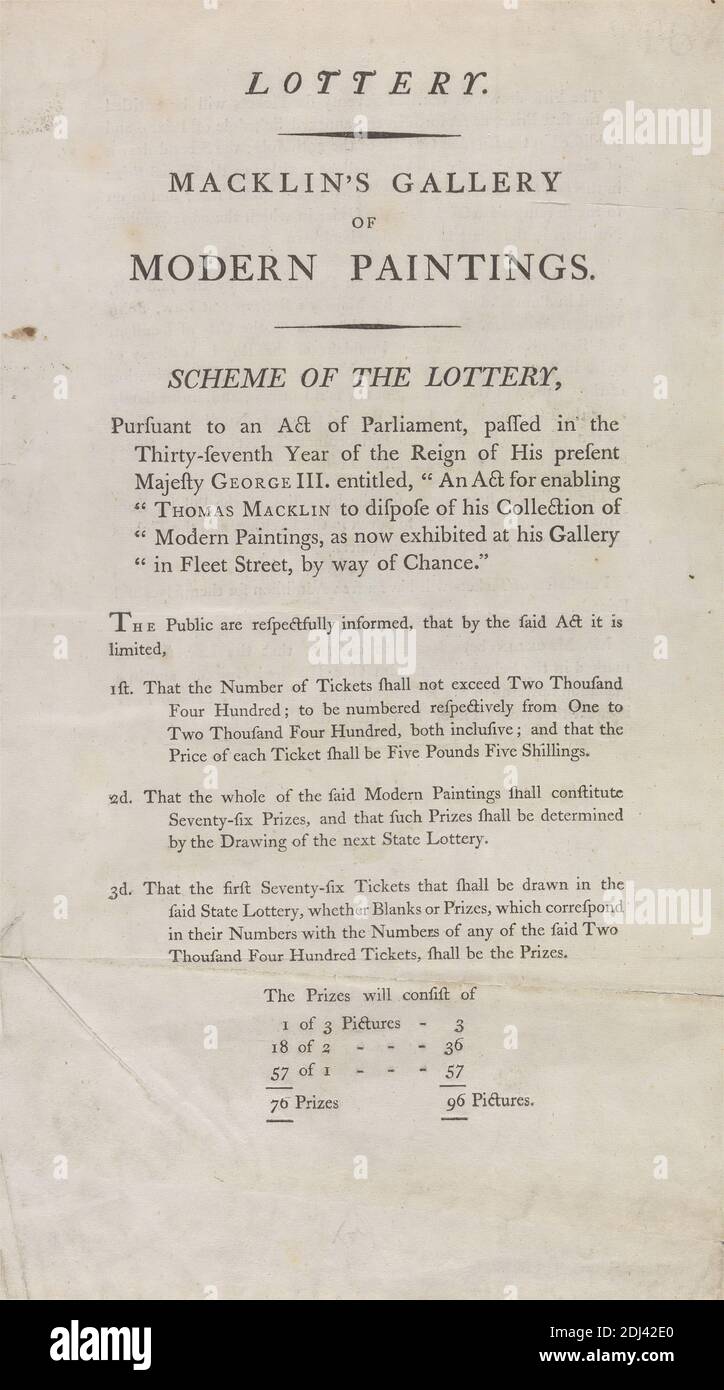 LOTTERY.
MACKLIN'S GALLERY
OF
MODERN PAINTINGS.
SCHEME OF THE LOTTERY,
Purſuant to an Act of Parliament, paſſed in the
Thirty-ſeventh Year of the Reign of His preſent
Majeſty GEORGE III. entitled, “ An Act for enabling
“ THOMAS MACKLIN to diſpoſe of his Collection of
“ Modern Paintings, as now exhibited at his Gallery
“ in Fleet Street, by way of Chance.”
THE Public are reſpectfully informed, that by the ſaid Act it is
limited,
1ſt. That the Number of Tickets ſhall not exceed Two Thouſand
Four Hundred; to be numbered reſpectively from One to
Two Thouſand Four Hundred, both incluſive; and that the
Price of each Ticket ſhall be Five Pounds Five Shillings.
2d. That the whole of the ſaid Modern Paintings ſhall conſtitute
Seventy-ſix Prizes, and that ſuch Prizes ſhall be determined
by the Drawing of the next State Lottery.
3d. That the firſt Seventy-ſix Tickets that ſhall be drawn in the
ſaid State Lottery, whether Blanks or Prizes, which correſpond
in their Numbers with the Numbers of any of the ſaid Two
Thouſand Four Hundred Tickets, ſhall be the Prizes.
The Prizes will conſiſt of
1 of 3 Pictures - 3
18 of 2 - - - 36
57 of 1 - - - 57
76 Prizes 96 Pictures.
alamy
Image ID: 2DJ42E0
www.alamy.com